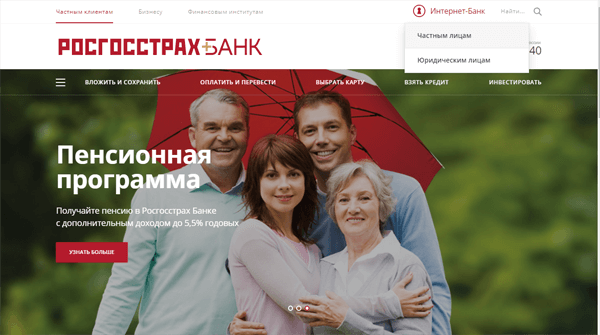 Частным клиентам Бизнесу Финансовым институтам Интернет-Банк Найти...
Частным лицам
РОСГОССТРАХ БАНК 40
Юридическим лицам
ВЛОЖИТЬ И СОХРАНИТЬ ОПЛАТИТЬ И ПЕРЕВЕСТИ ВЫБРАТЬ КАРТУ ВЗЯТЬ КРЕДИТ ИНВЕСТИРОВАТЬ
Пенсионная
программа
Получайте пенсию в Росгосстрах Банке
с дополнительным доходом до 5,5% годовых
УЗНАТЬ БОЛЬШЕ